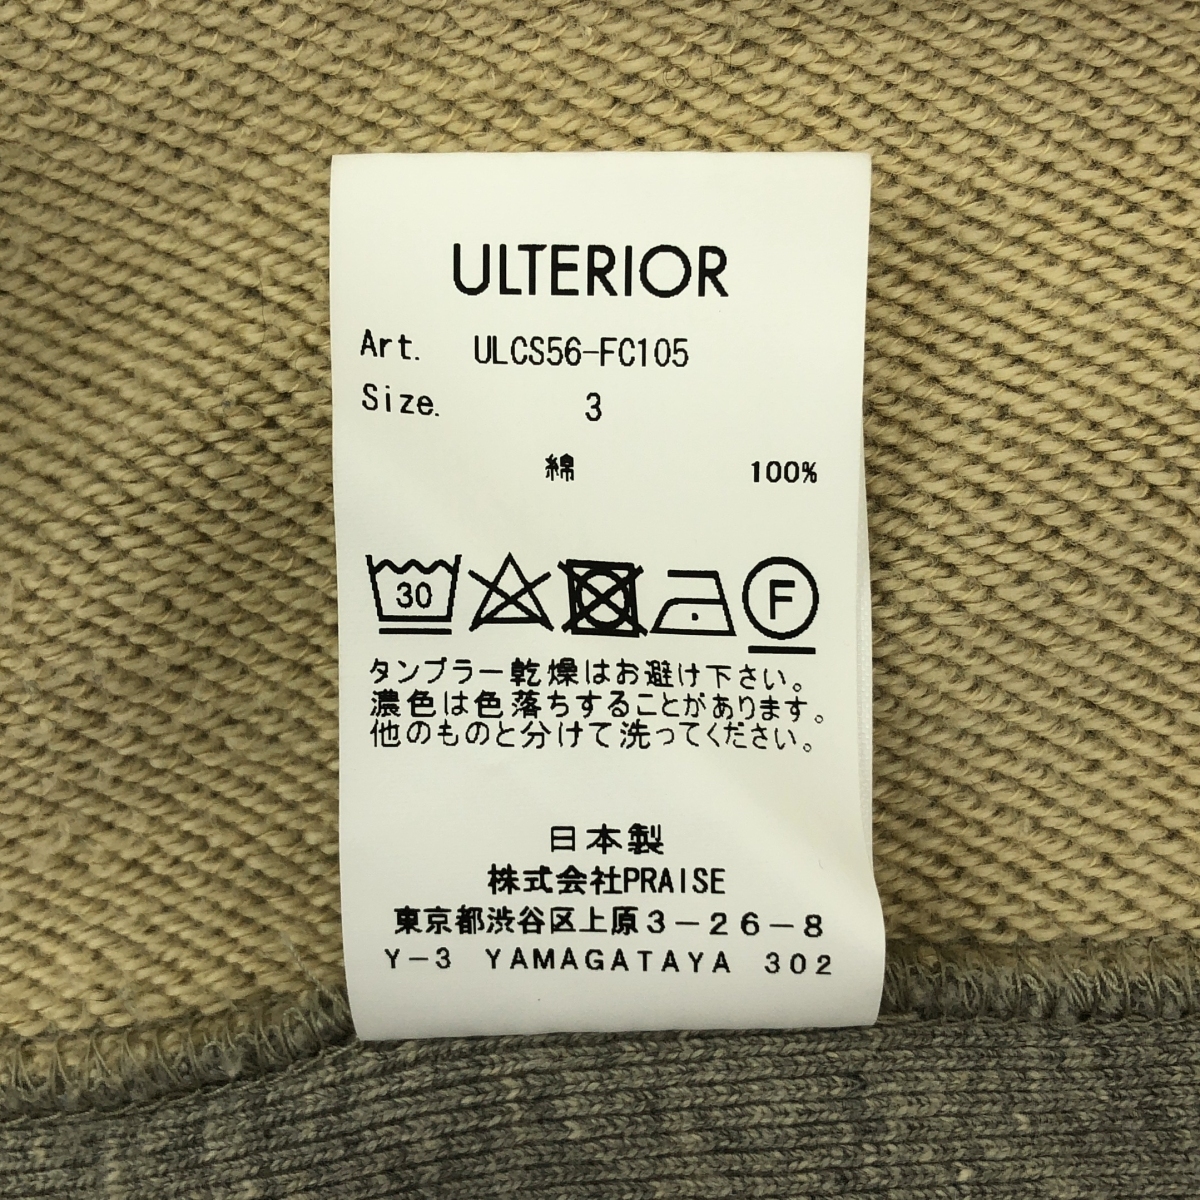 ULTERIOR
Art. ULCS56-FC105
Size. 3
綿 100%
30 F
タンブラー乾燥はお避け下さい。
濃色は色落ちすることがあります。
他のものと分けて洗ってください。
日本製
株式会社PRAISE
東京都渋谷区上原3-26-8
Y-3 YAMAGATAYA 302